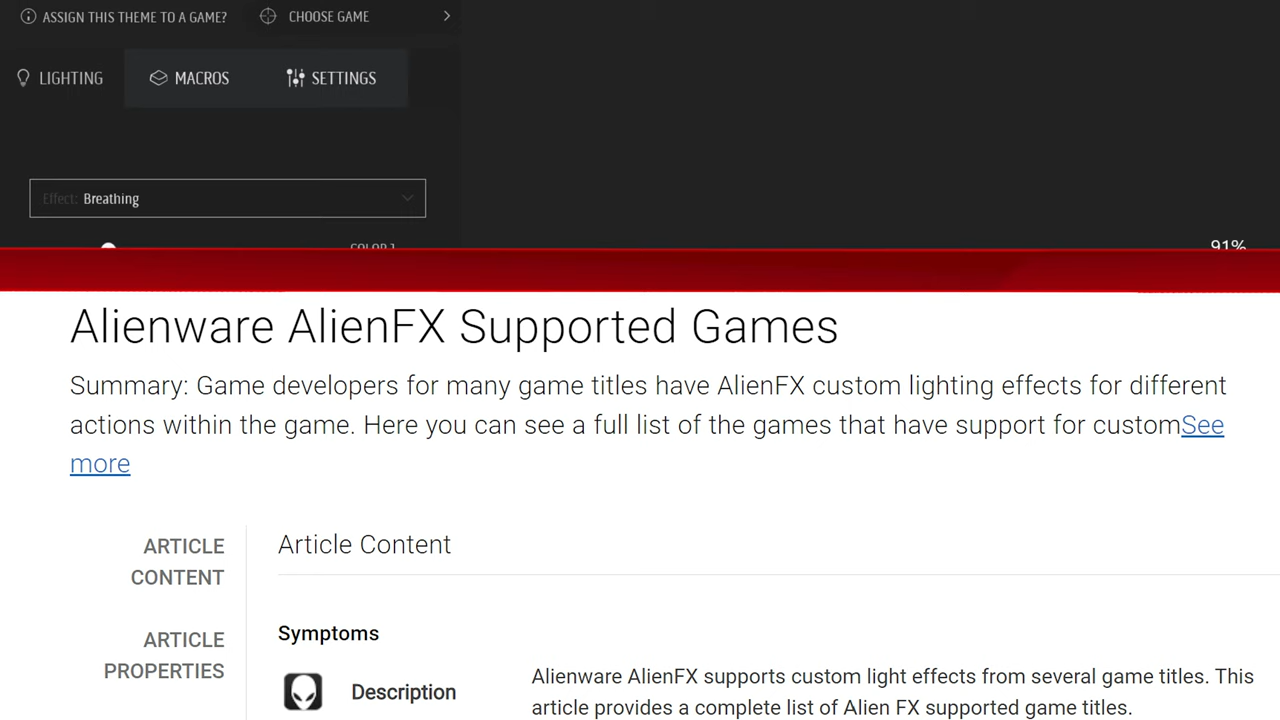 ASSIGN THIS THEME TO A GAME? CHOOSE GAME
LIGHTING MACROS SETTINGS
Effect: Breathing
COLOR 1
91%
Alienware AlienFX Supported Games
Summary: Game developers for many game titles have AlienFX custom lighting effects for different
actions within the game. Here you can see a full list of the games that have support for customSee
more
ARTICLE
CONTENT
Article Content
ARTICLE
PROPERTIES
Symptoms
Description
Alienware AlienFX supports custom light effects from several game titles. This
article provides a complete list of Alien FX supported game titles.